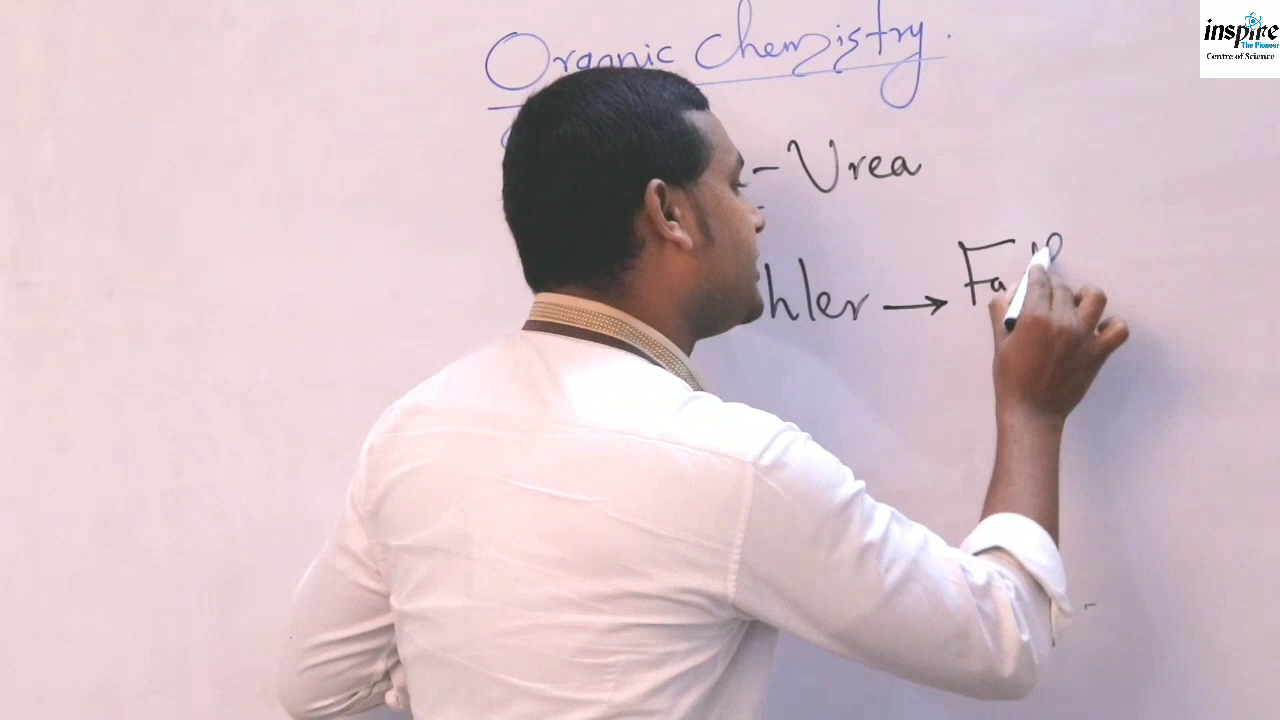 inspire
The Pioneer
Centre of Science
Organic Chemistry.
- Urea
hler → Fa